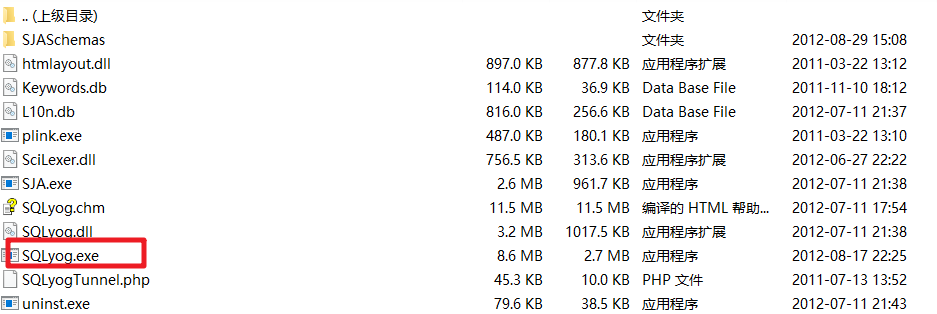 .. (上级目录) 文件夹
SJASchemas 文件夹 2012-08-29 15:08
htmlayout.dll 897.0 KB 877.8 KB 应用程序扩展 2011-03-22 13:12
Keywords.db 114.0 KB 36.9 KB Data Base File 2011-11-10 18:12
L10n.db 816.0 KB 256.6 KB Data Base File 2012-07-11 21:37
plink.exe 487.0 KB 180.1 KB 应用程序 2011-03-22 13:10
SciLexer.dll 756.5 KB 313.6 KB 应用程序扩展 2012-06-27 22:22
SJA.exe 2.6 MB 961.7 KB 应用程序 2012-07-11 21:38
SQLyog.chm 11.5 MB 11.5 MB 编译的 HTML 帮助... 2012-07-11 17:54
SQLyog.dll 3.2 MB 1017.5 KB 应用程序扩展 2012-07-11 21:38
SQLyog.exe 8.6 MB 2.7 MB 应用程序 2012-08-17 22:25
SQLyogTunnel.php 45.3 KB 10.0 KB PHP 文件 2011-07-13 13:52
uninst.exe 79.6 KB 38.5 KB 应用程序 2012-07-11 21:43